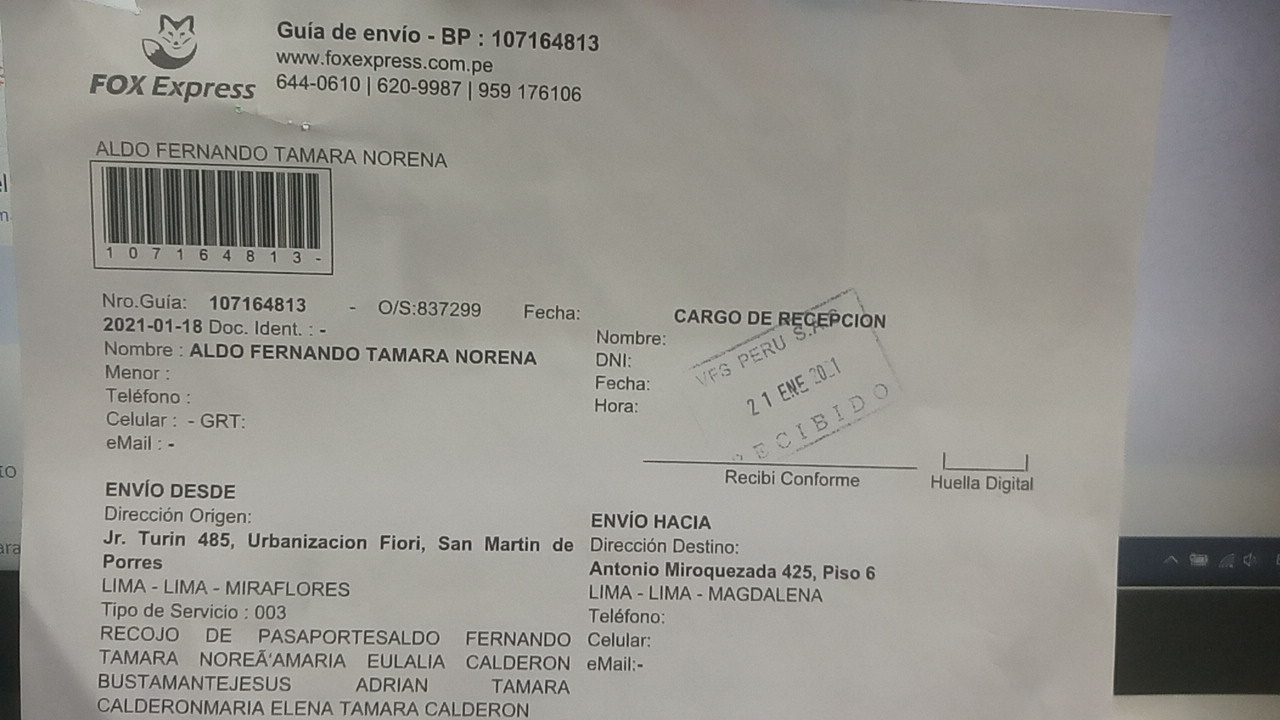 FOX Express
Guía de envío - BP : 107164813
www.foxexpress.com.pe
644-0610 | 620-9987 | 959 176106
ALDO FERNANDO TAMARA NORENA
1 0 7 1 6 4 8 1 3 -
Nro.Guía: 107164813 - O/S:837299 Fecha:
2021-01-18 Doc. Ident. : -
Nombre : ALDO FERNANDO TAMARA NORENA
Menor :
Teléfono :
Celular : - GRT:
eMail : -
CARGO DE RECEPCION
Nombre:
DNI:
Fecha:
Hora:
VFS PERU
21 ENE 2021
RECIBIDO
Recibi Conforme
Huella Digital
ENVÍO DESDE
Dirección Origen:
Jr. Turin 485, Urbanizacion Fiori, San Martin de
Porres
LIMA - LIMA - MIRAFLORES
Tipo de Servicio : 003
RECOJO DE PASAPORTESALDO FERNANDO
TAMARA NOREÃ'AMARIA EULALIA CALDERON
BUSTAMANTEJESUS ADRIAN TAMARA
CALDERONMARIA ELENA TAMARA CALDERON
ENVÍO HACIA
Dirección Destino:
Antonio Miroquezada 425, Piso 6
LIMA - LIMA - MAGDALENA
Teléfono:
Celular:
eMail:-